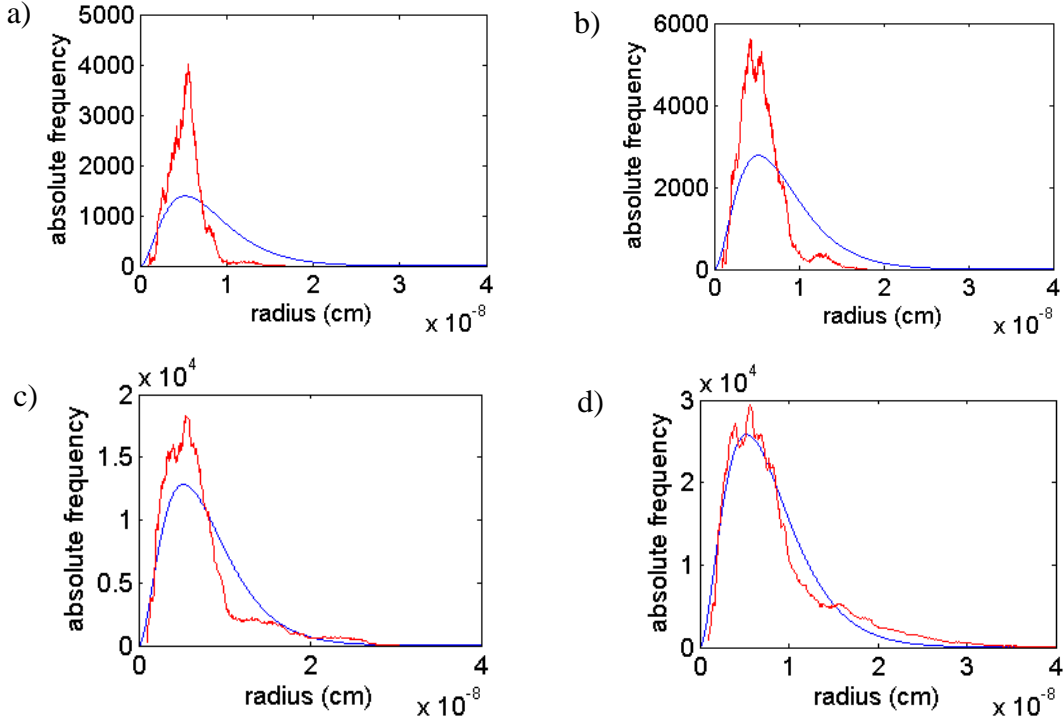 a)
absolute frequency
5000
4000
3000
2000
1000
0
0 1 2 3 4
radius (cm)
x 10⁻⁸
b)
absolute frequency
6000
4000
2000
0
0 1 2 3 4
radius (cm)
x 10⁻⁸
c)
x 10⁴
absolute frequency
2
1.5
1
0.5
0
0 2 4
radius (cm)
x 10⁻⁸
d)
x 10⁴
absolute frequency
3
2
1
0
0 1 2 3 4
radius (cm)
x 10⁻⁸